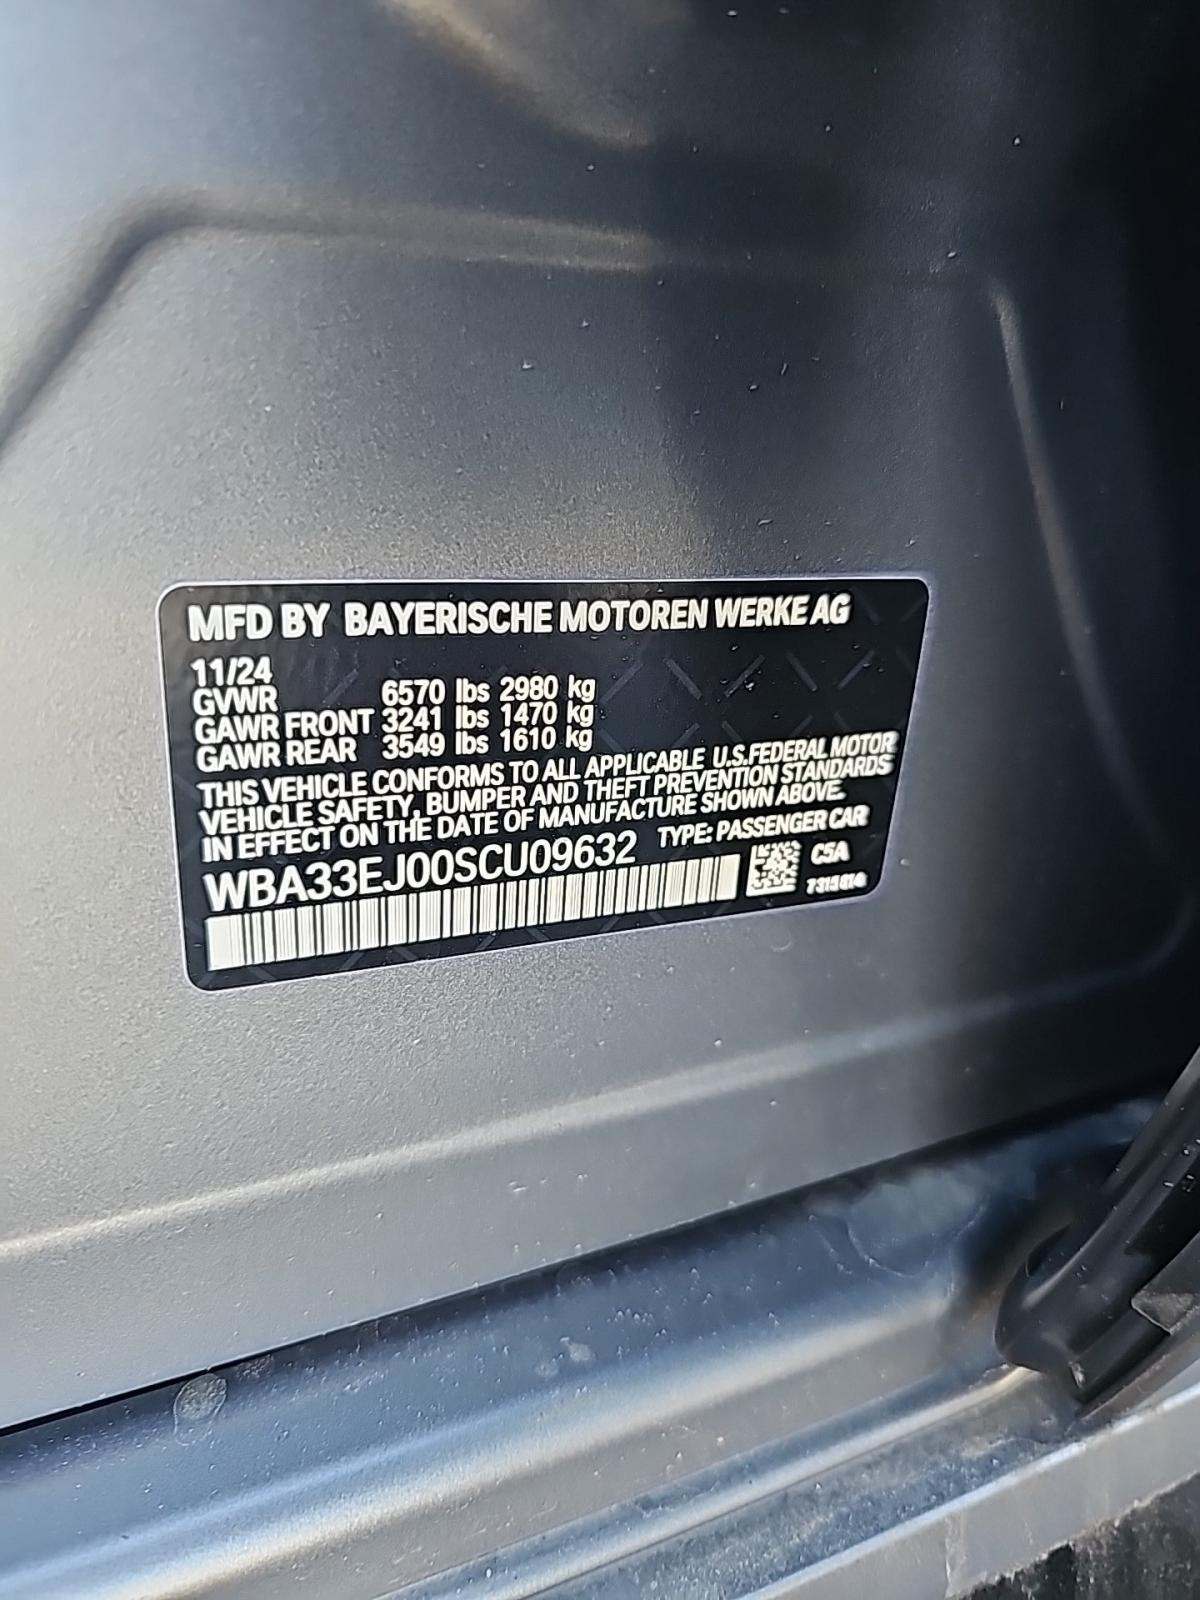 MFD BY BAYERISCHE MOTOREN WERKE AG
11/24
GVWR 6570 lbs 2980 kg
GAWR FRONT 3241 lbs 1470 kg
GAWR REAR 3549 lbs 1610 kg
THIS VEHICLE CONFORMS TO ALL APPLICABLE U.S.FEDERAL MOTOR
VEHICLE SAFETY, BUMPER AND THEFT PREVENTION STANDARDS
IN EFFECT ON THE DATE OF MANUFACTURE SHOWN ABOVE.
WBA33EJ00SCU09632 TYPE: PASSENGER CAR
C5A